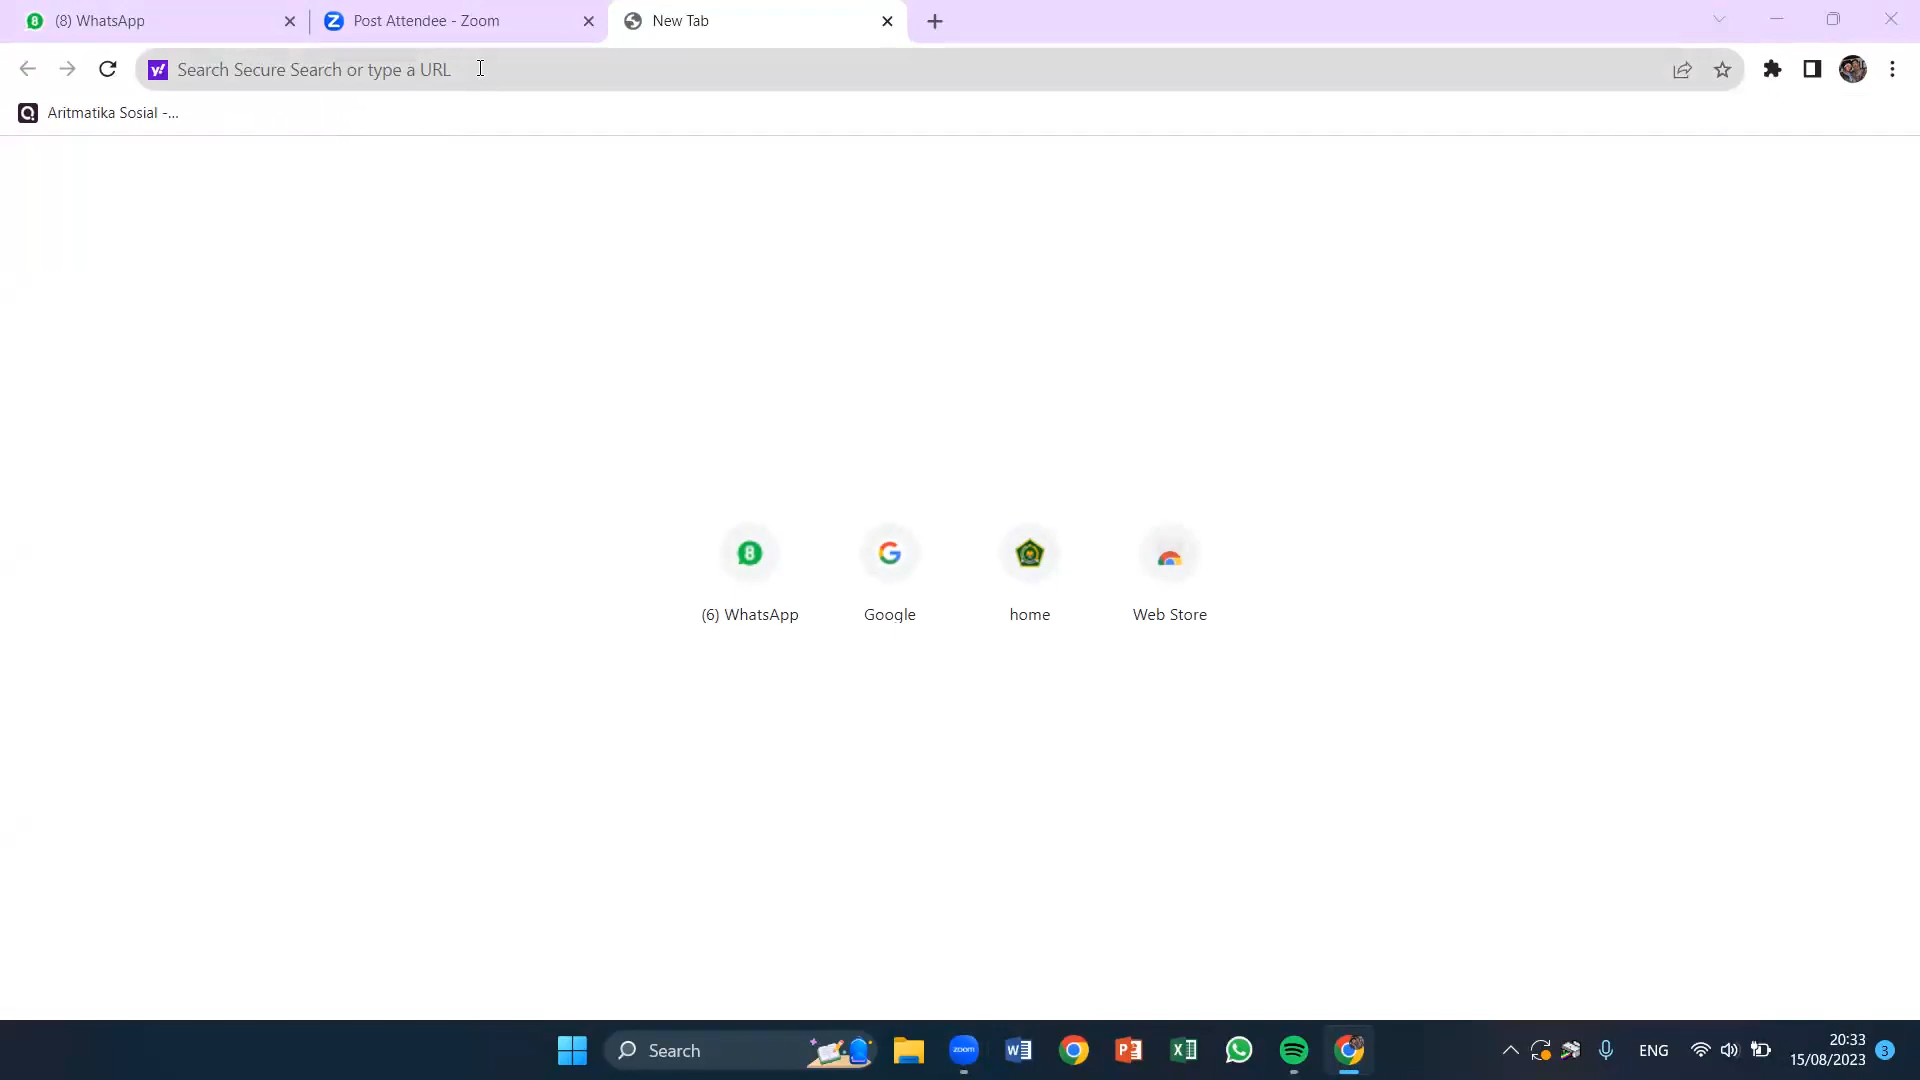 (8) WhatsApp
Post Attendee - Zoom
New Tab
Search Secure Search or type a URL
Aritmatika Sosial -...
(6) WhatsApp
Google
home
Web Store
Search
zoom
ENG
20:33
15/08/2023
3